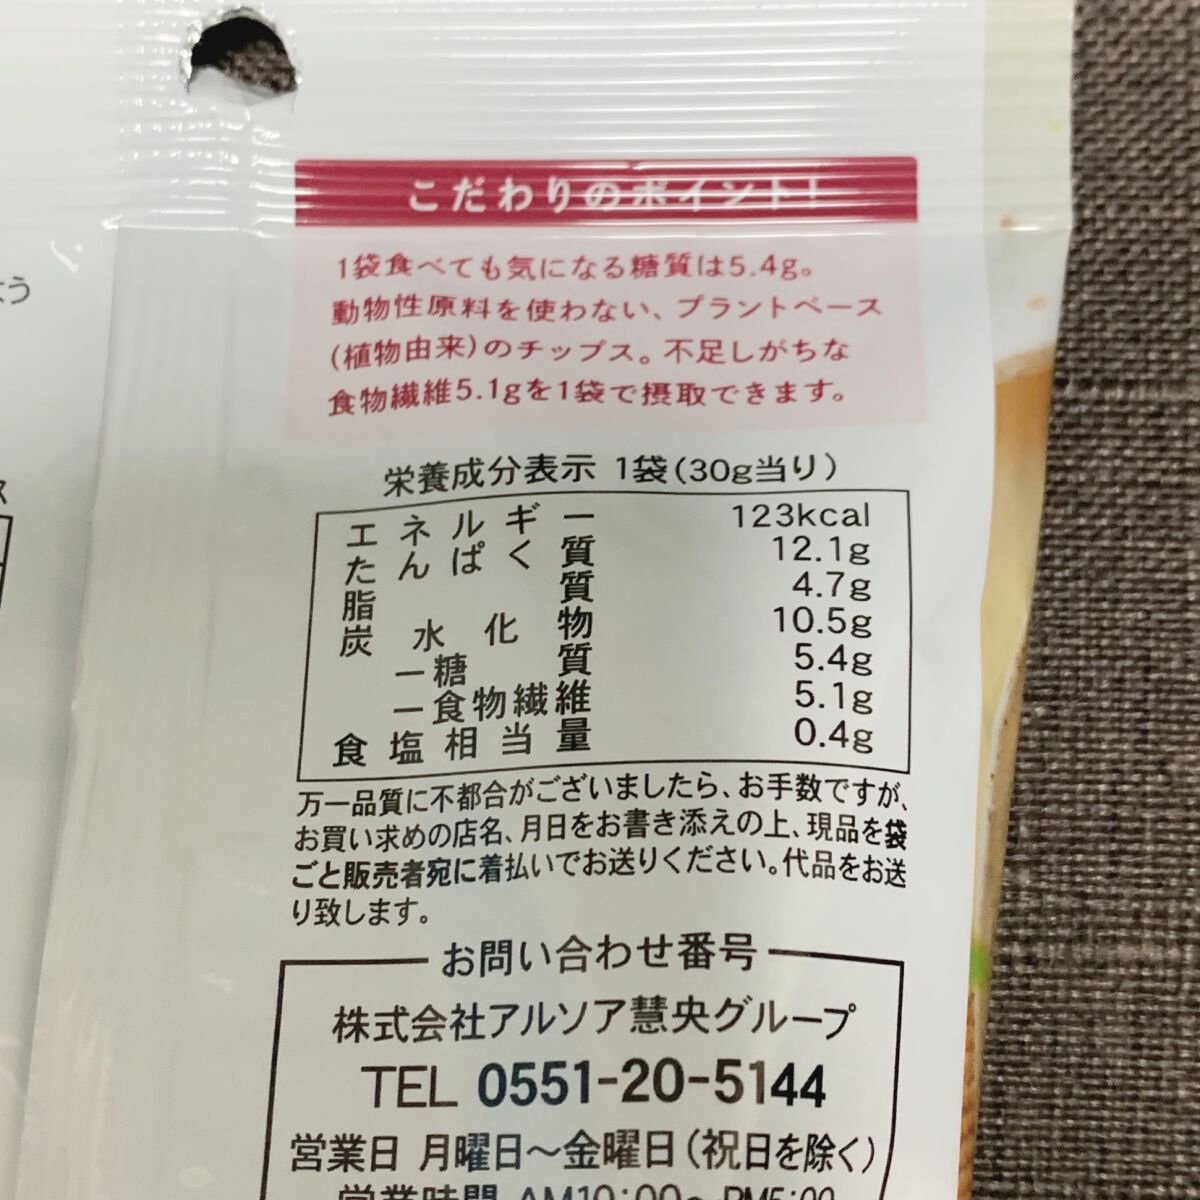 こだわりのポイント!
1袋食べても気になる糖質は5.4g。
動物性原料を使わない、プラントベース
(植物由来)のチップス。不足しがちな
食物繊維5.1gを1袋で摂取できます。
栄養成分表示 1袋(30g当り)
エネルギー 123kcal
たんぱく質 12.1g
脂質 4.7g
炭水化物 10.5g
ー糖質 5.4g
ー食物繊維 5.1g
食塩相当量 0.4g
万一品質に不都合がございましたら、お手数ですが、
お買い求めの店名、月日をお書き添えの上、現品を袋
ごと販売者宛に着払いでお送りください。代品をお送
り致します。
お問い合わせ番号
株式会社アルソア慧央グループ
TEL 0551-20-5144
営業日 月曜日～金曜日(祝日を除く)
営業時間 AM10:00～PM5:00